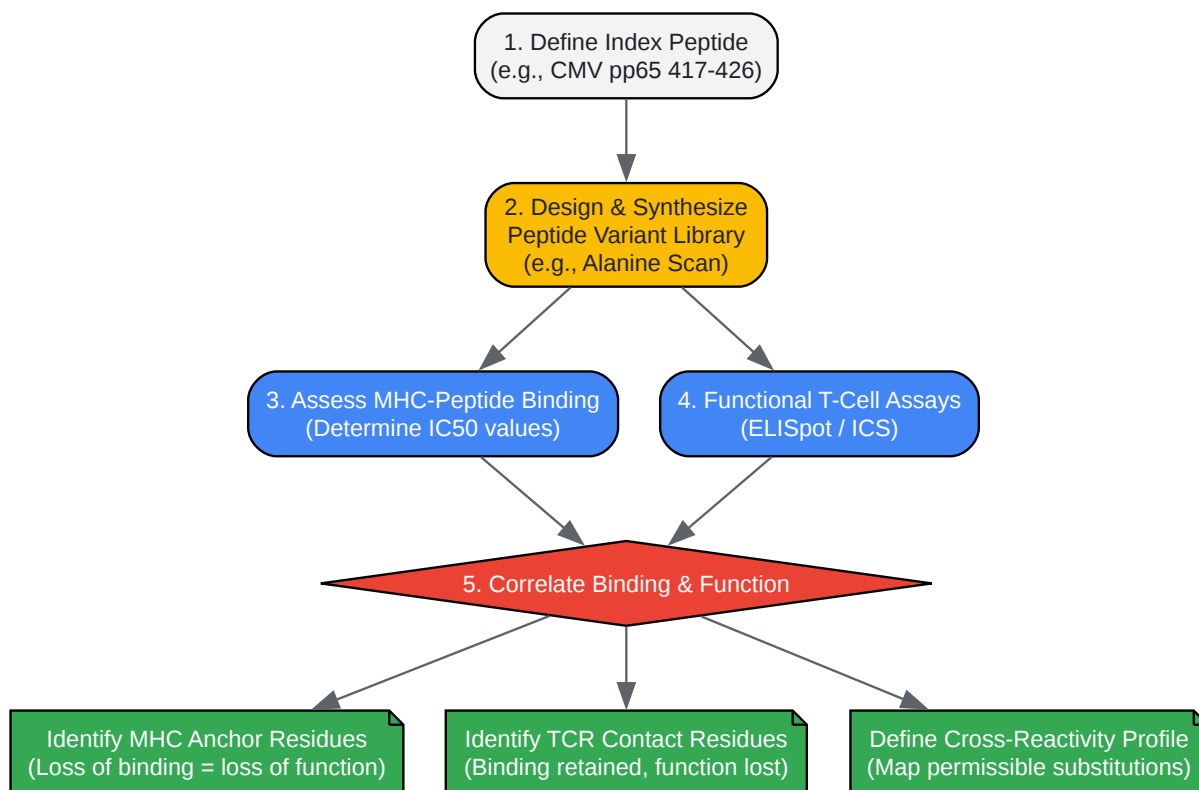 1. Define Index Peptide
(e.g., CMV pp65 417-426)
2. Design & Synthesize
Peptide Variant Library
(e.g., Alanine Scan)
3. Assess MHC-Peptide Binding
(Determine IC50 values)
4. Functional T-Cell Assays
(ELISpot / ICS)
5. Correlate Binding & Function
Identify MHC Anchor Residues
(Loss of binding = loss of function)
Identify TCR Contact Residues
(Binding retained, function lost)
Define Cross-Reactivity Profile
(Map permissible substitutions)